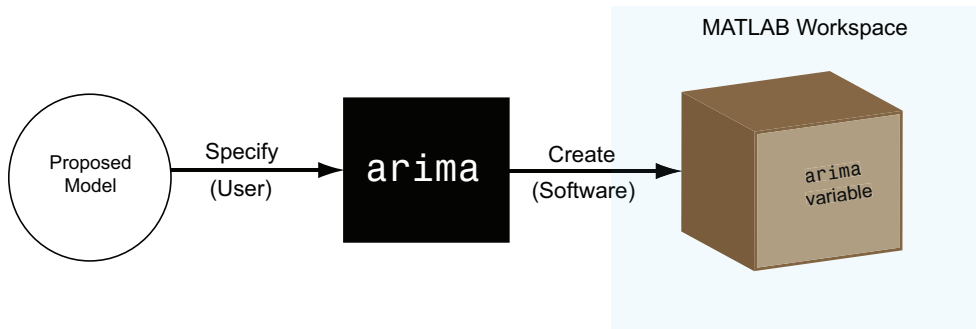 MATLAB Workspace
Proposed
Model
Specify
(User)
arima
Create
(Software)
arima
variable